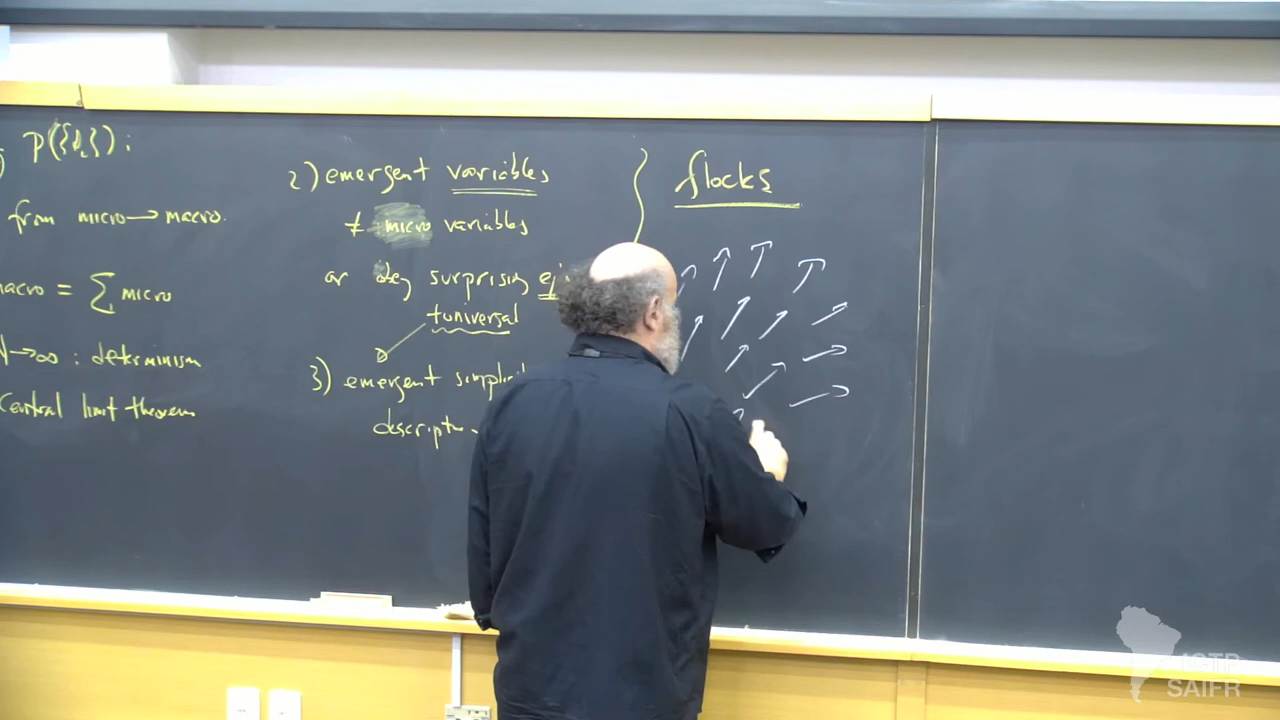 P({s_i}):
from micro → macro.
macro = ∑ micro
N→∞ : determinism
Central limit theorem
2) emergent variables
≠ micro variables
or surprising
+universal
3) emergent
flocks
ICTP
SAIFR